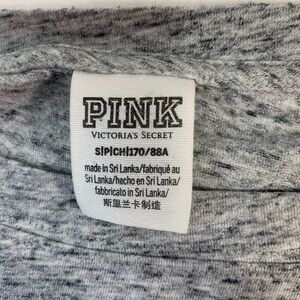 PINK
VICTORIA'S SECRET
S|P|CH|170/88A
made in Sri Lanka/fabriqué au
Sri Lanka/hecho en Sri Lanka/
fabbricato in Sri Lanka/
斯里兰卡制造